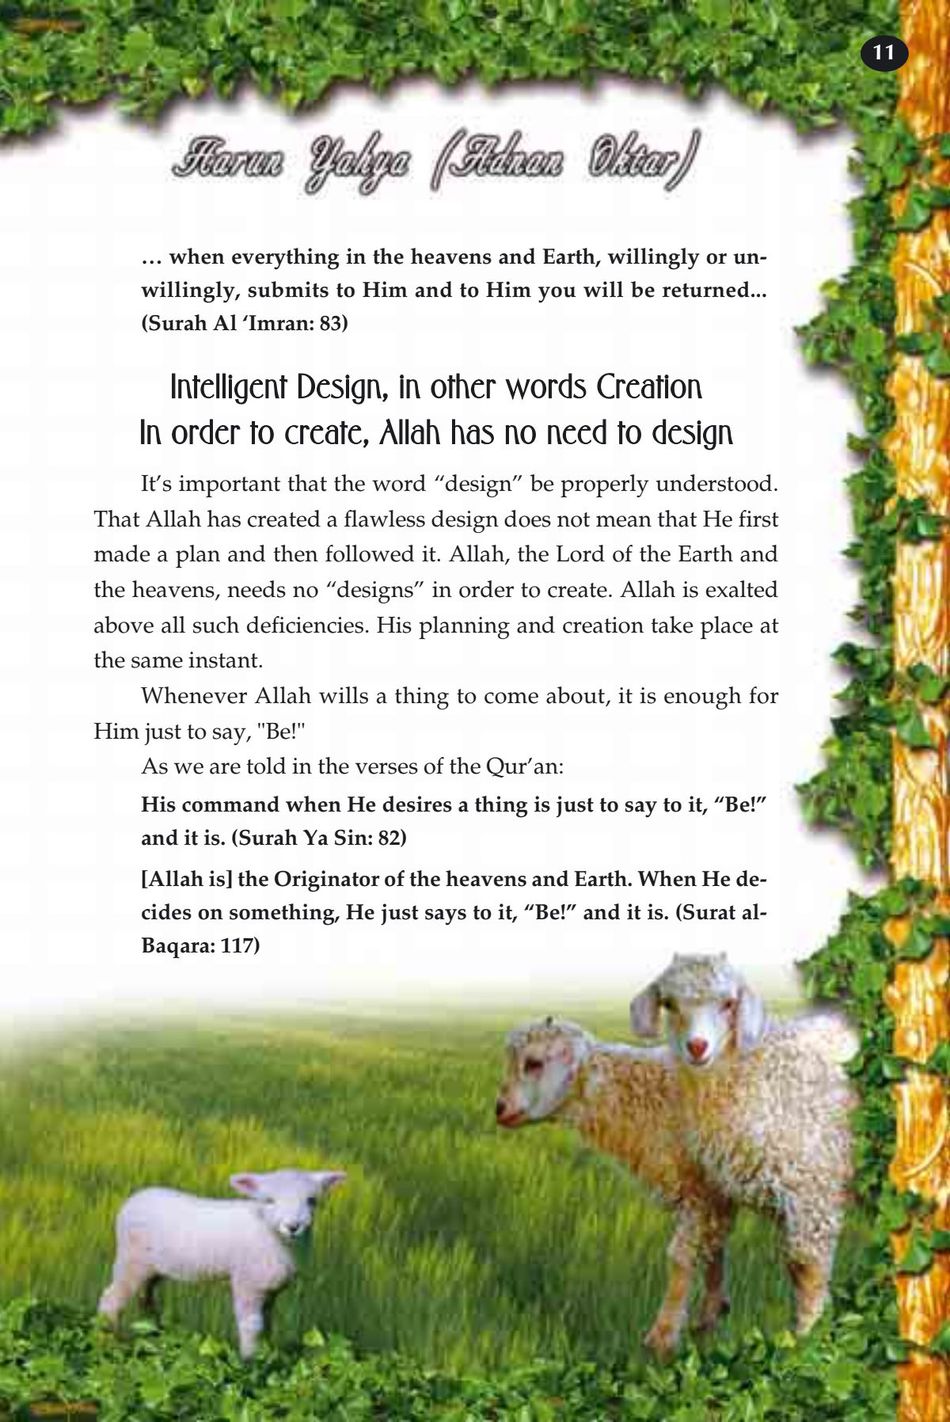 11
Harun Yahya (Adnan Oktar)
… when everything in the heavens and Earth, willingly or un-
willingly, submits to Him and to Him you will be returned...
(Surah Al ‘Imran: 83)
Intelligent Design, in other words Creation
In order to create, Allah has no need to design
It’s important that the word “design” be properly understood.
That Allah has created a flawless design does not mean that He first
made a plan and then followed it. Allah, the Lord of the Earth and
the heavens, needs no “designs” in order to create. Allah is exalted
above all such deficiencies. His planning and creation take place at
the same instant.
Whenever Allah wills a thing to come about, it is enough for
Him just to say, "Be!"
As we are told in the verses of the Qur’an:
His command when He desires a thing is just to say to it, “Be!”
and it is. (Surah Ya Sin: 82)
[Allah is] the Originator of the heavens and Earth. When He de-
cides on something, He just says to it, “Be!” and it is. (Surat al-
Baqara: 117)